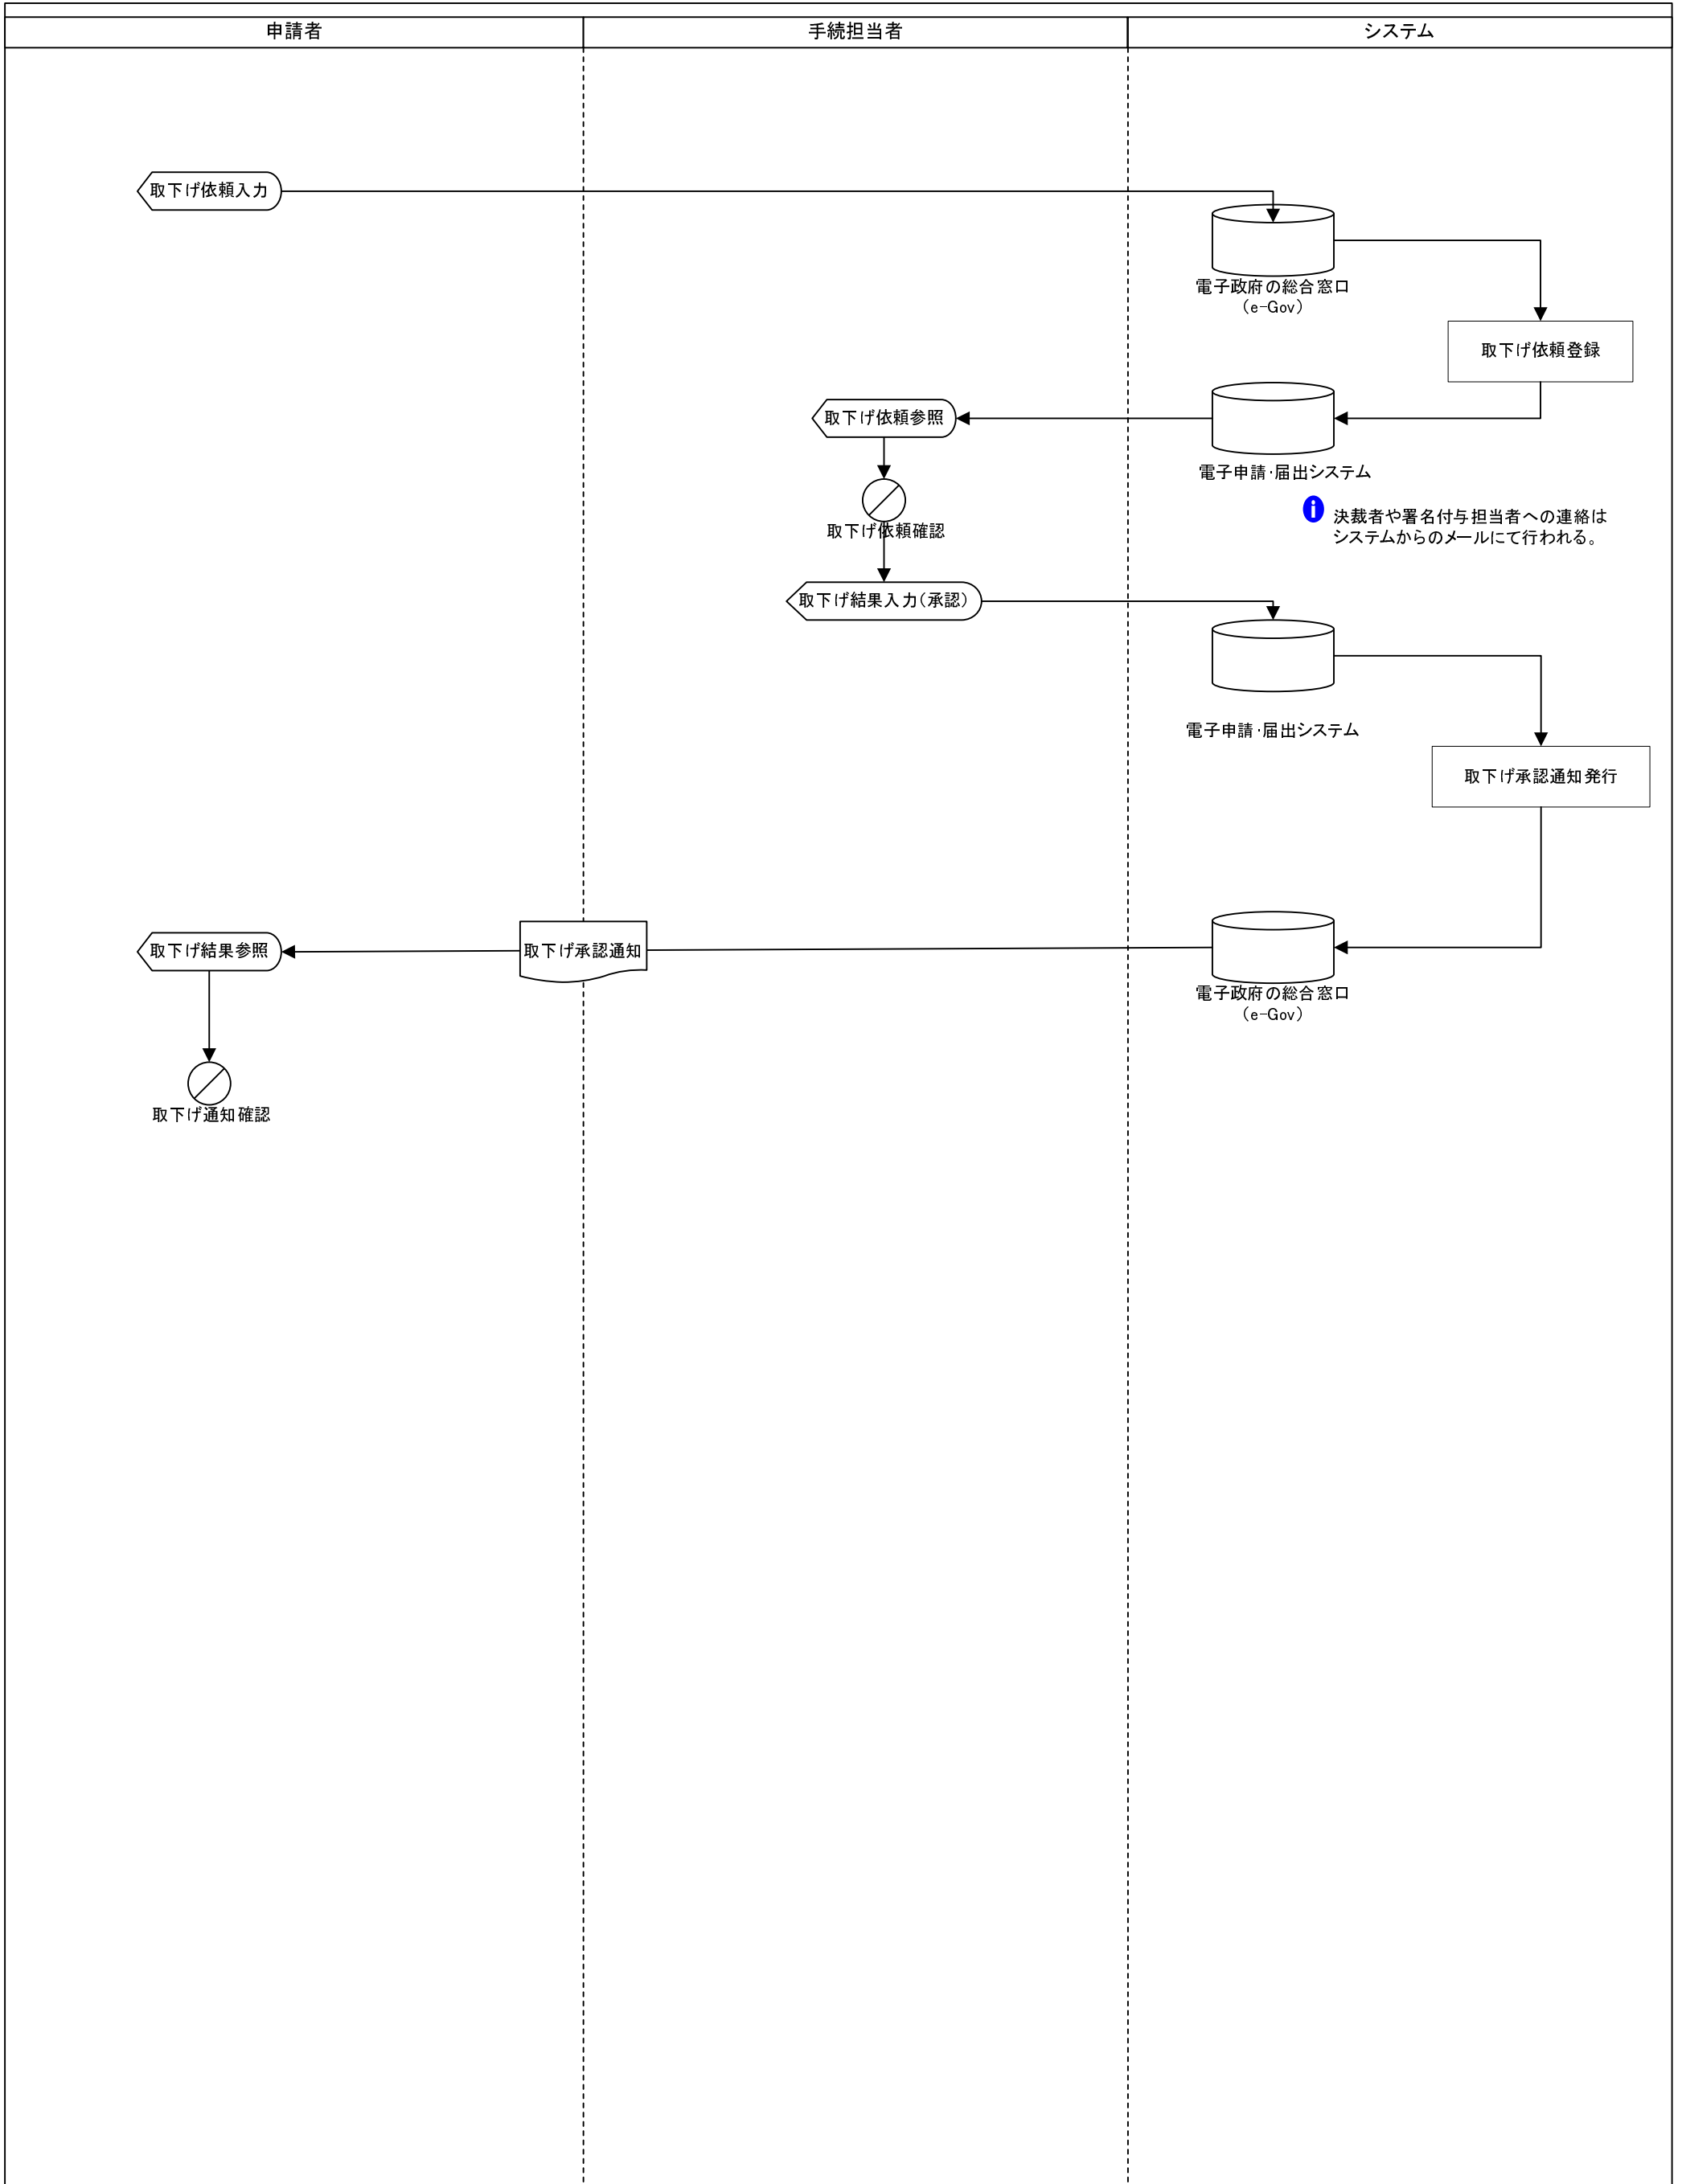 申請者
手続担当者
システム
取下げ依頼入力
電子政府の総合窓口
（e-Gov）
取下げ依頼登録
取下げ依頼参照
電子申請・届出システム
取下げ依頼確認
決裁者や署名付与担当者への連絡は
システムからのメールにて行われる。
取下げ結果入力（承認）
電子申請・届出システム
取下げ承認通知発行
取下げ結果参照
取下げ承認通知
電子政府の総合窓口
（e-Gov）
取下げ通知確認